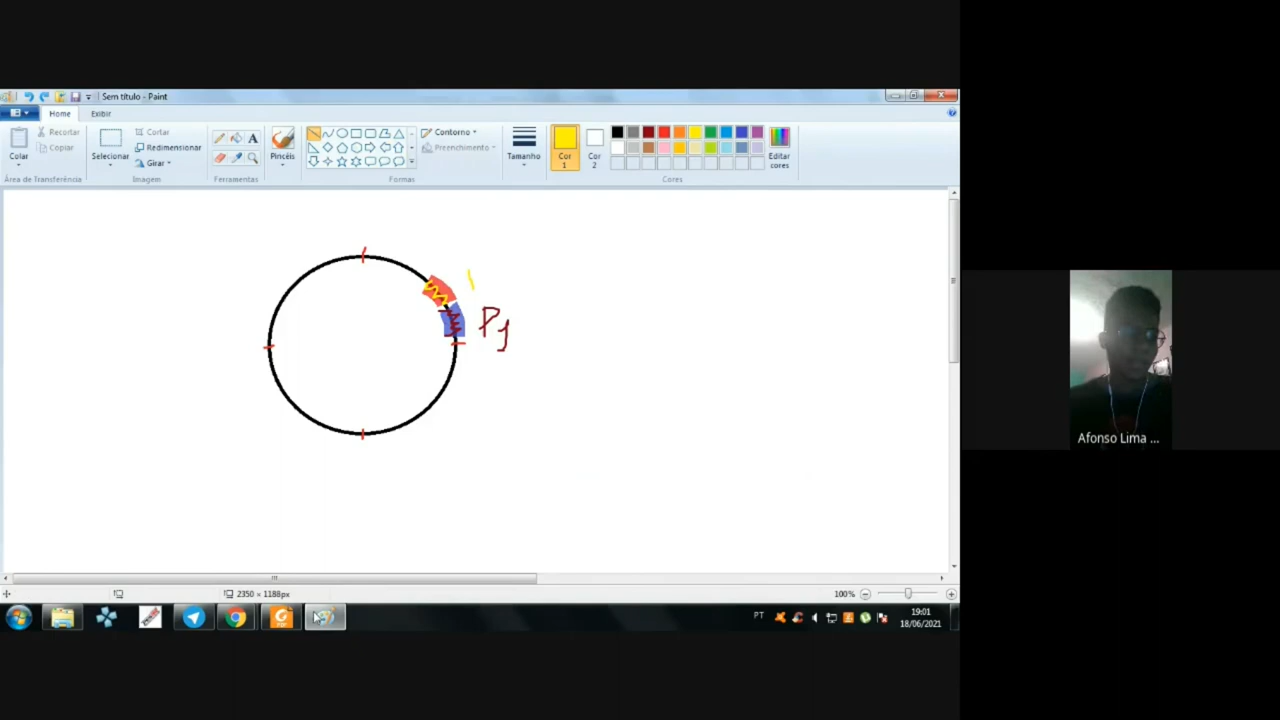 Sem título - Paint
Home Exibir
Colar
Recortar
Copiar
Área de Transferência
Selecionar
Cortar
Redimensionar
Girar
Imagem
Ferramentas
Pincéis
Contorno
Preenchimento
Formas
Tamanho
Cor 1
Cor 2
Editar cores
Cores
2350 × 1188px
100%
PT
19:01
18/06/2021
Afonso Lima ...